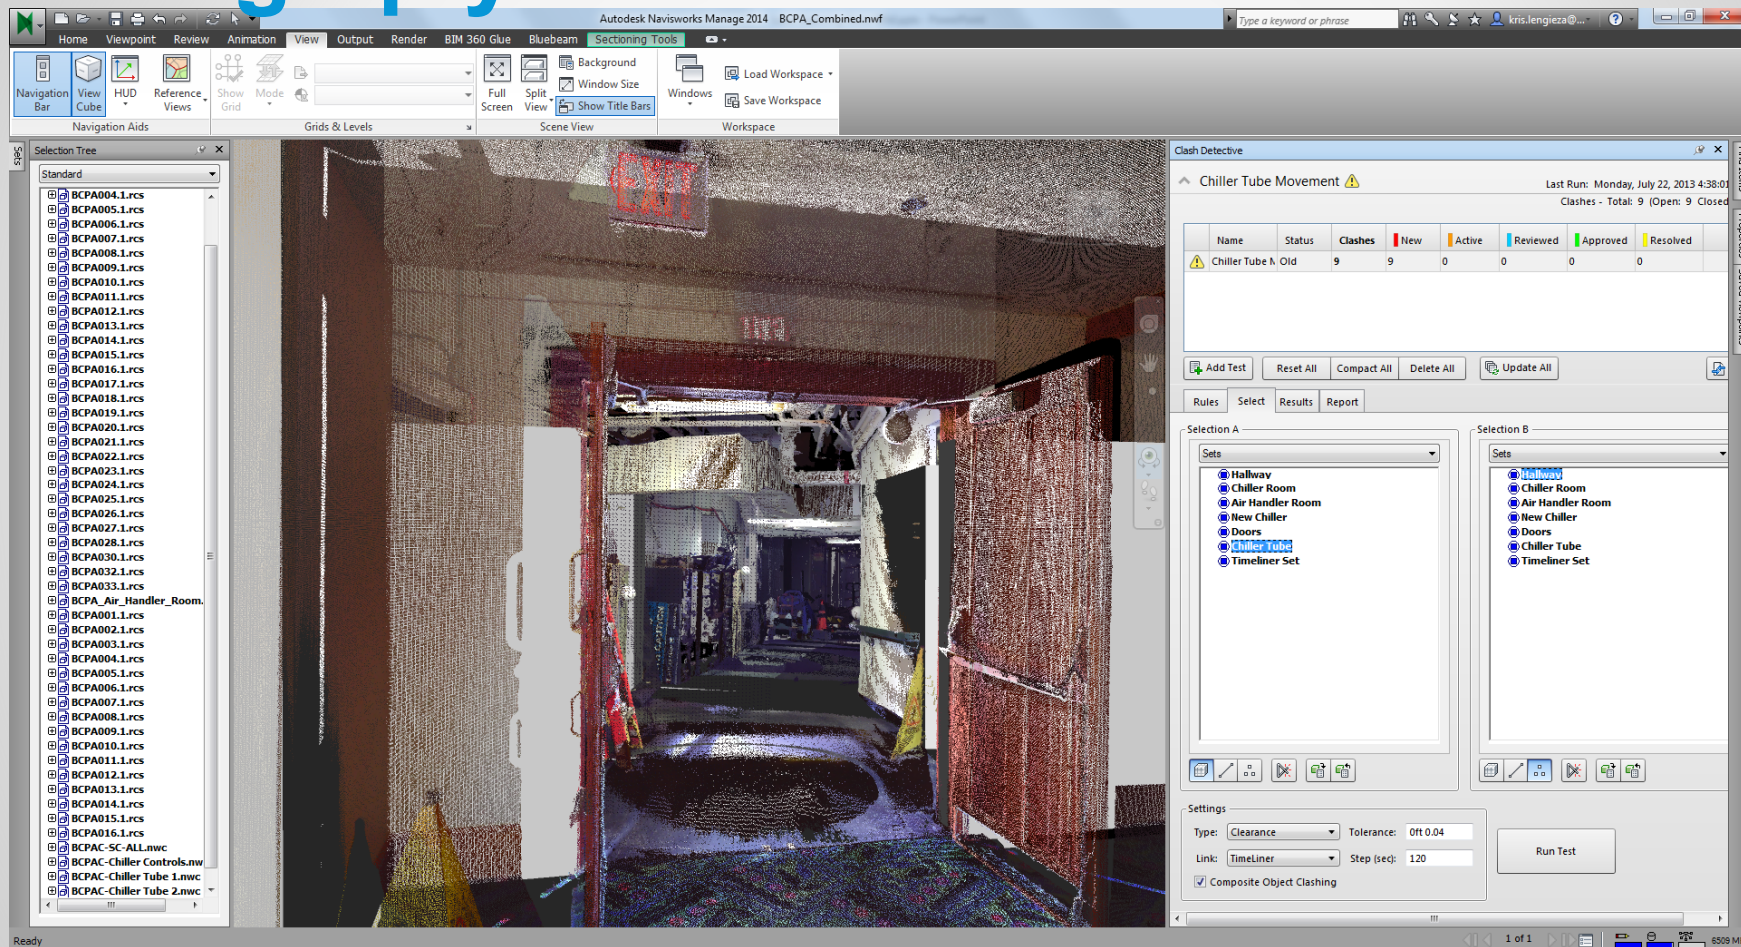 Autodesk Navisworks Manage 2014 BCPA_Combined.nwf
Type a keyword or phrase
kris.lengieza@...
Home Viewpoint Review Animation View Output Render BIM 360 Glue Bluebeam Sectioning Tools
Navigation Bar
View Cube
HUD
Reference Views
Show Grid
Mode
Full Screen
Split View
Background
Window Size
Show Title Bars
Windows
Load Workspace
Save Workspace
Navigation Aids
Grids & Levels
Scene View
Workspace
Sets
Selection Tree
Standard
BCPA004.1.rcs
BCPA005.1.rcs
BCPA006.1.rcs
BCPA007.1.rcs
BCPA008.1.rcs
BCPA009.1.rcs
BCPA010.1.rcs
BCPA011.1.rcs
BCPA012.1.rcs
BCPA013.1.rcs
BCPA014.1.rcs
BCPA015.1.rcs
BCPA016.1.rcs
BCPA017.1.rcs
BCPA018.1.rcs
BCPA019.1.rcs
BCPA020.1.rcs
BCPA021.1.rcs
BCPA022.1.rcs
BCPA023.1.rcs
BCPA024.1.rcs
BCPA025.1.rcs
BCPA026.1.rcs
BCPA027.1.rcs
BCPA028.1.rcs
BCPA030.1.rcs
BCPA032.1.rcs
BCPA033.1.rcs
BCPA_Air_Handler_Room.
BCPA001.1.rcs
BCPA002.1.rcs
BCPA003.1.rcs
BCPA004.1.rcs
BCPA005.1.rcs
BCPA006.1.rcs
BCPA007.1.rcs
BCPA008.1.rcs
BCPA009.1.rcs
BCPA010.1.rcs
BCPA011.1.rcs
BCPA012.1.rcs
BCPA013.1.rcs
BCPA014.1.rcs
BCPA015.1.rcs
BCPA016.1.rcs
BCPAC-SC-ALL.nwc
BCPAC-Chiller Controls.nw
BCPAC-Chiller Tube 1.nwc
BCPAC-Chiller Tube 2.nwc
EXIT
CAUTION
Clash Detective
Chiller Tube Movement
Last Run: Monday, July 22, 2013 4:38:01
Clashes - Total: 9 (Open: 9 Closed
Name Status Clashes New Active Reviewed Approved Resolved
Chiller Tube M Old 9 9 0 0 0 0
Add Test Reset All Compact All Delete All Update All
Rules Select Results Report
Selection A
Sets
Hallway
Chiller Room
Air Handler Room
New Chiller
Doors
Chiller Tube
Timeliner Set
Selection B
Sets
Hallway
Chiller Room
Air Handler Room
New Chiller
Doors
Chiller Tube
Timeliner Set
Settings
Type: Clearance Tolerance: 0ft 0.04
Link: TimeLiner Step (sec): 120
Composite Object Clashing
Run Test
Ready
1 of 1
6509 M